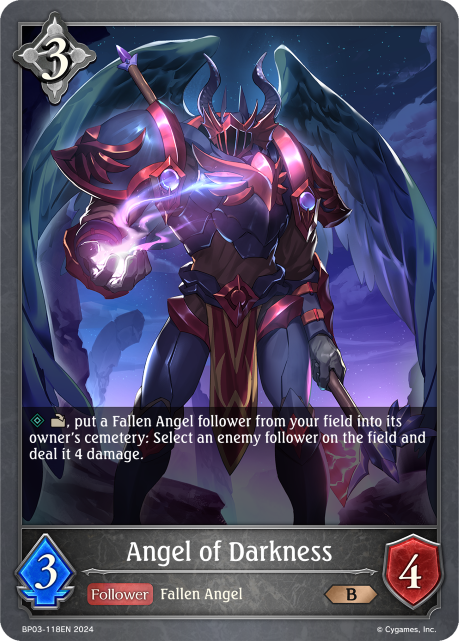 3
, put a Fallen Angel follower from your field into its
owner's cemetery: Select an enemy follower on the field and
deal it 4 damage.
Angel of Darkness
3
Follower Fallen Angel
B
4
BP03-118EN 2024
© Cygames, Inc.